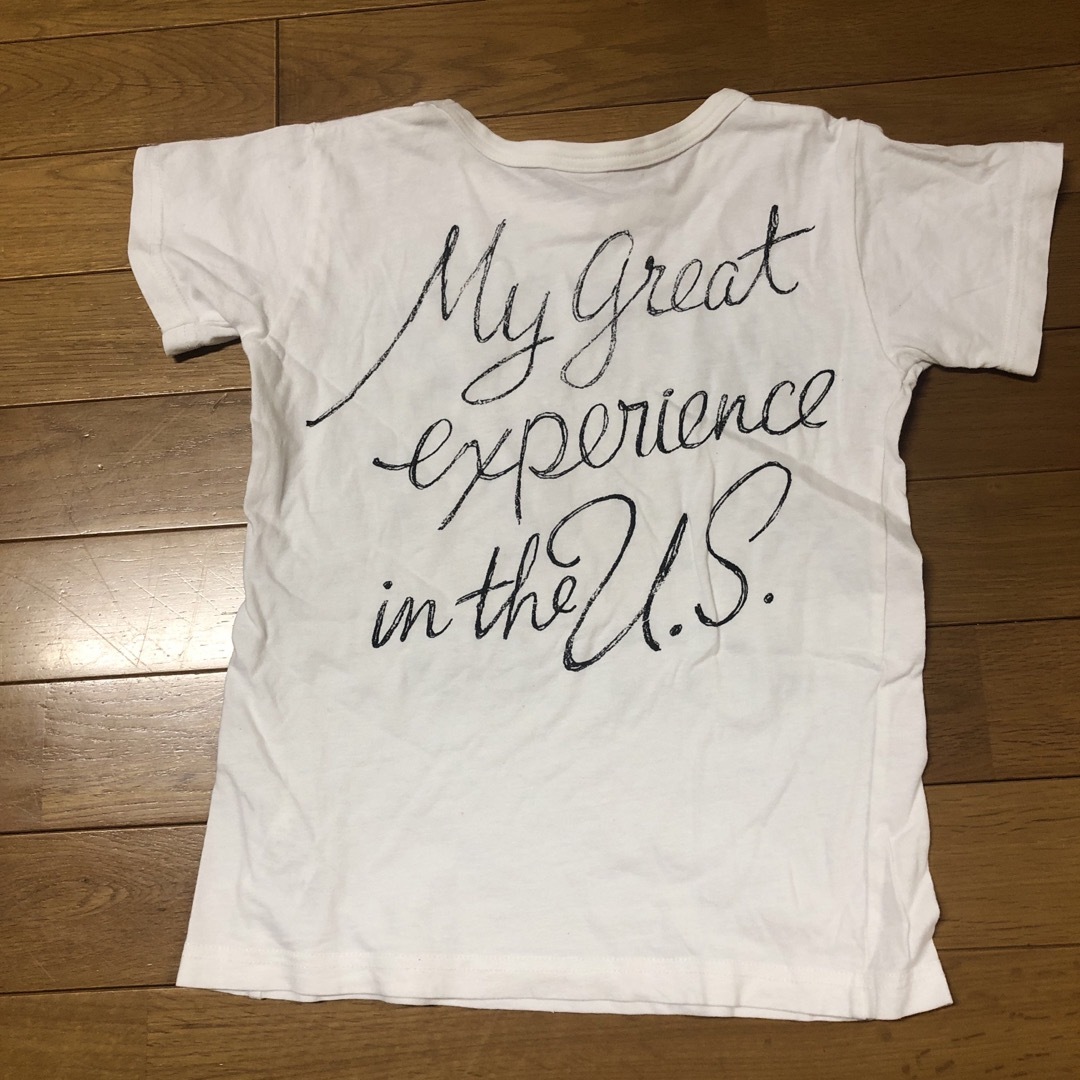 My Great
experience
in the U.S.